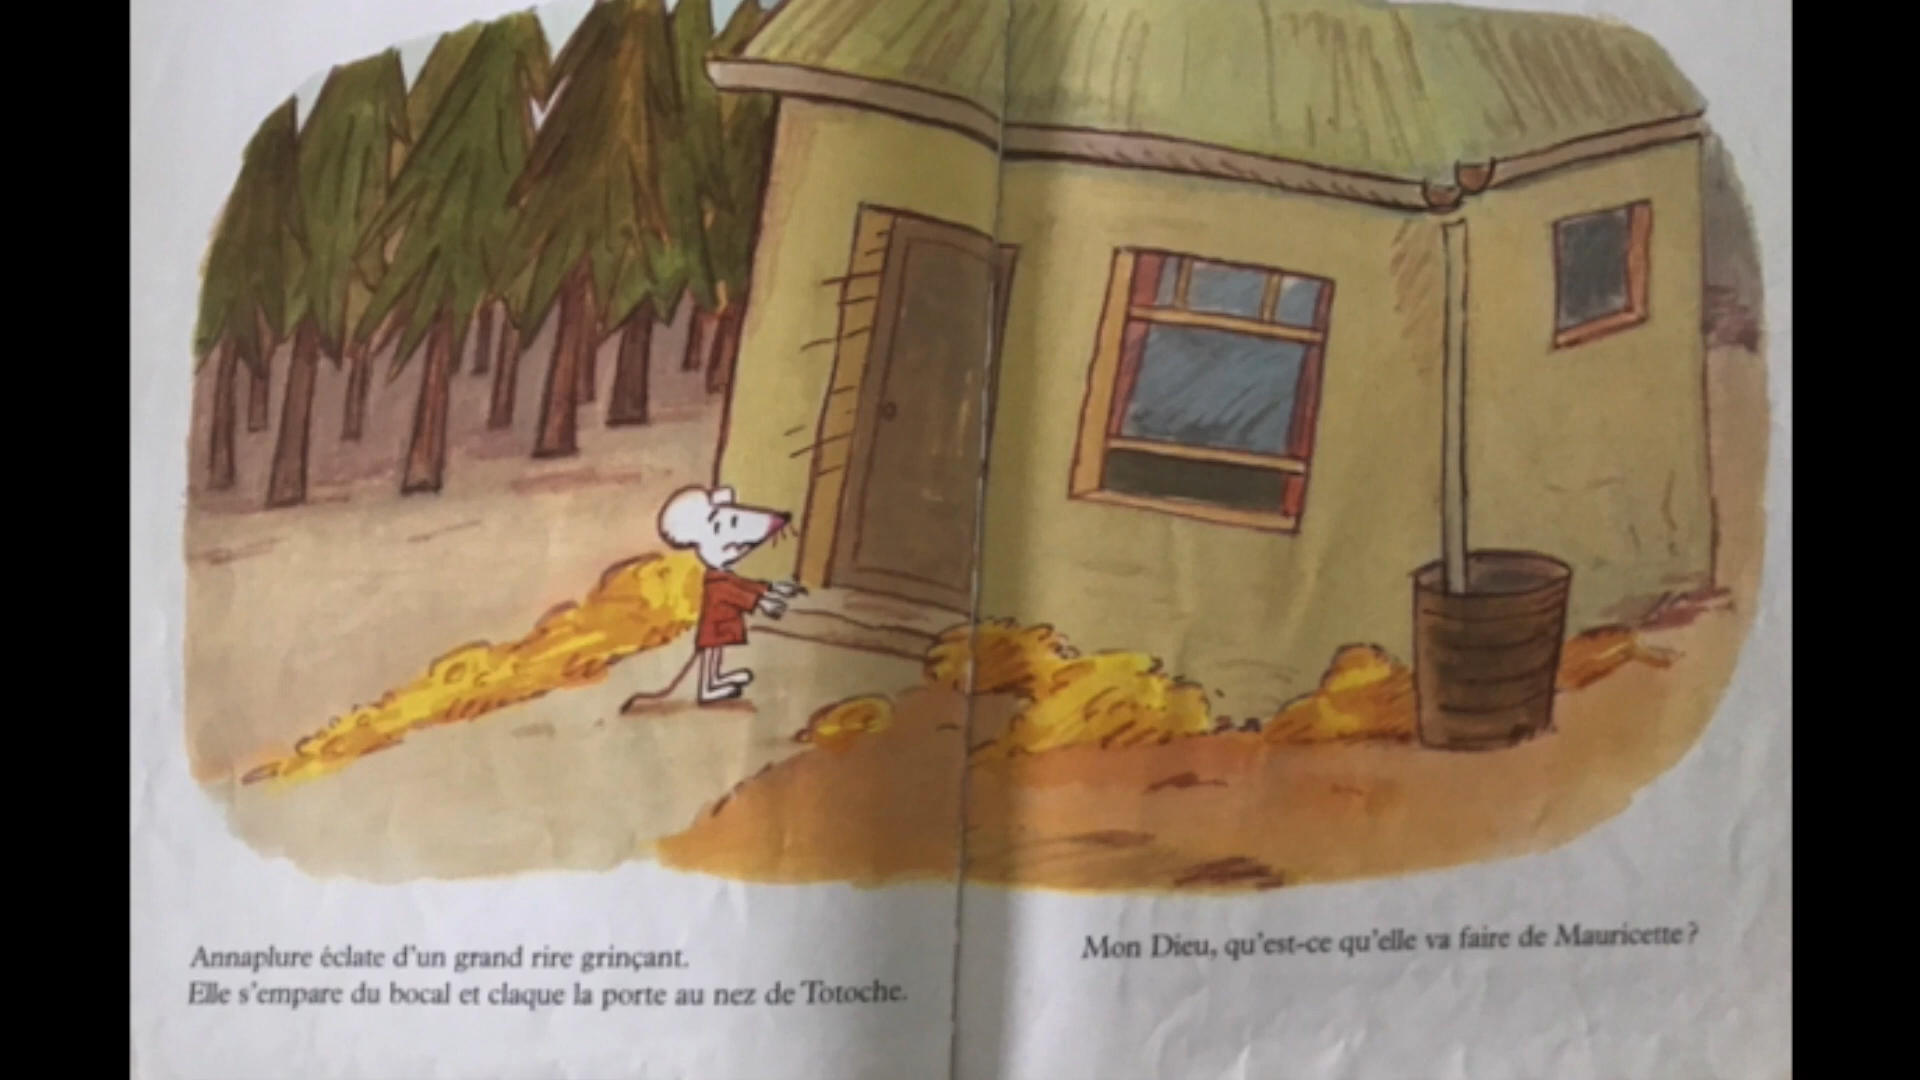 Annaplure éclate d'un grand rire grinçant.
Elle s'empare du bocal et claque la porte au nez de Totoche.
Mon Dieu, qu'est-ce qu'elle va faire de Mauricette ?